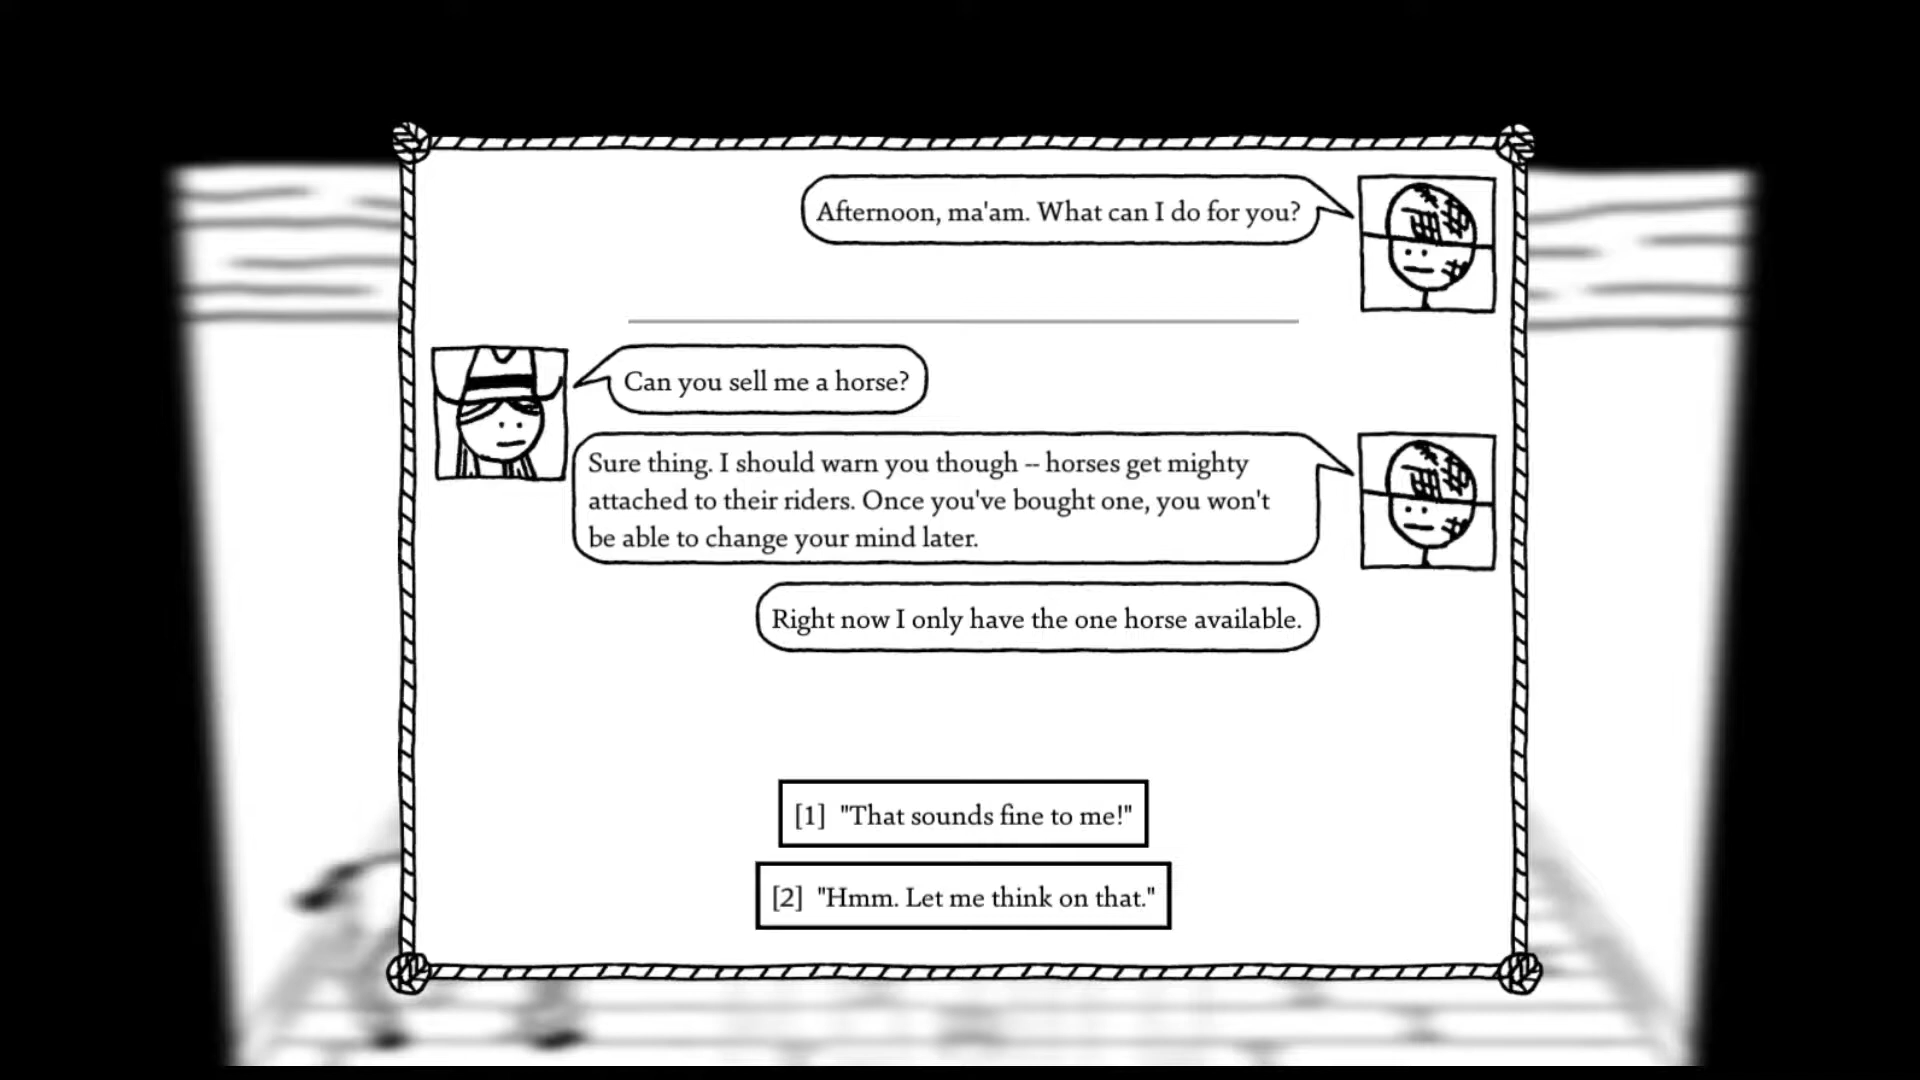 Afternoon, ma'am. What can I do for you?
Can you sell me a horse?
Sure thing. I should warn you though -- horses get mighty
attached to their riders. Once you've bought one, you won't
be able to change your mind later.
Right now I only have the one horse available.
[1] "That sounds fine to me!"
[2] "Hmm. Let me think on that."